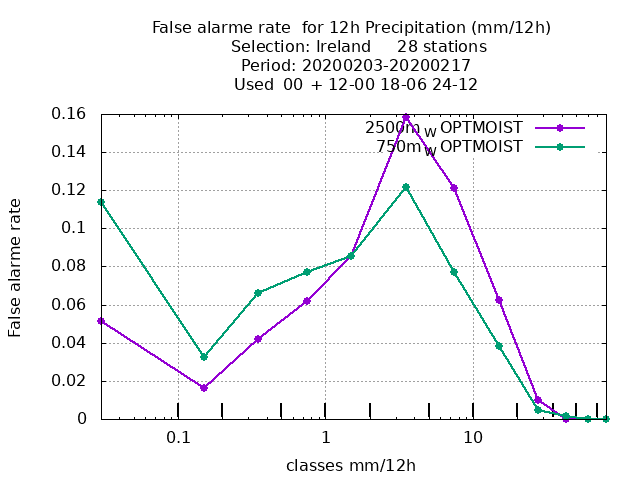 False alarme rate  for 12h Precipitation (mm/12h)
Selection: Ireland     28 stations
Period: 20200203-20200217
Used  00  + 12-00 18-06 24-12
2500m w OPTMOIST
750m w OPTMOIST
0.16
0.14
0.12
0.1
0.08
0.06
0.04
0.02
0
False alarme rate
0.1
1
10
classes mm/12h